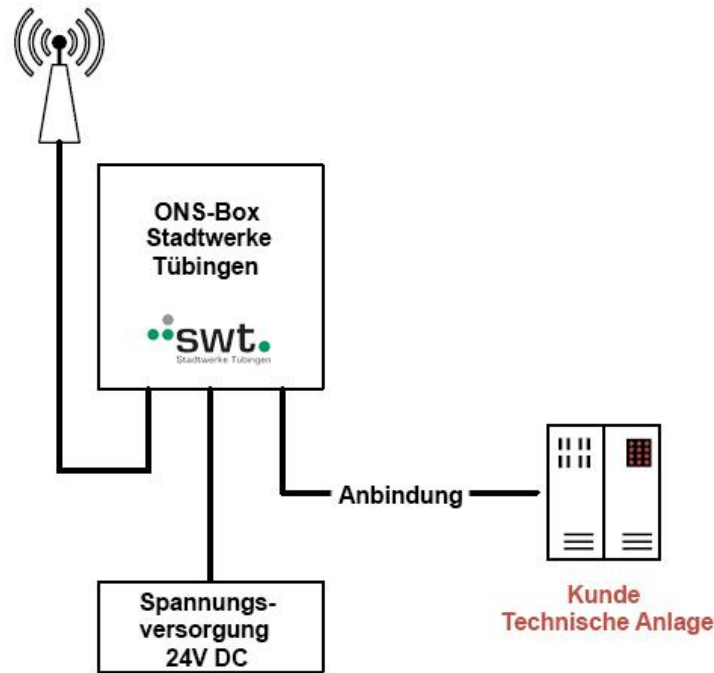 ONS-Box
Stadtwerke
Tübingen
swt.
Stadtwerke Tübingen
Anbindung
Spannungs-
versorgung
24V DC
Kunde
Technische Anlage